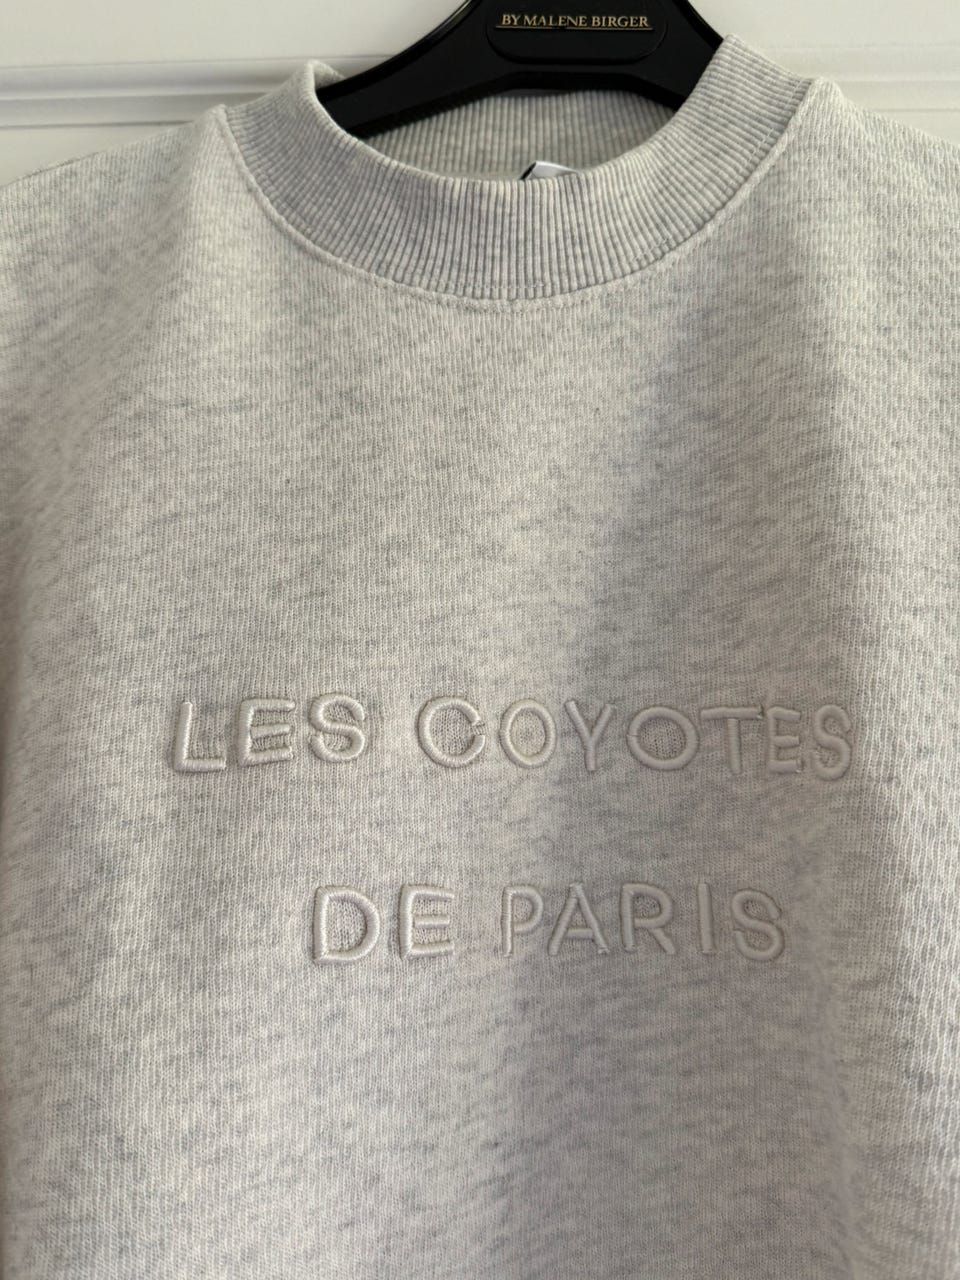 BY MALENE BIRGER
LES COYOTES
DE PARIS